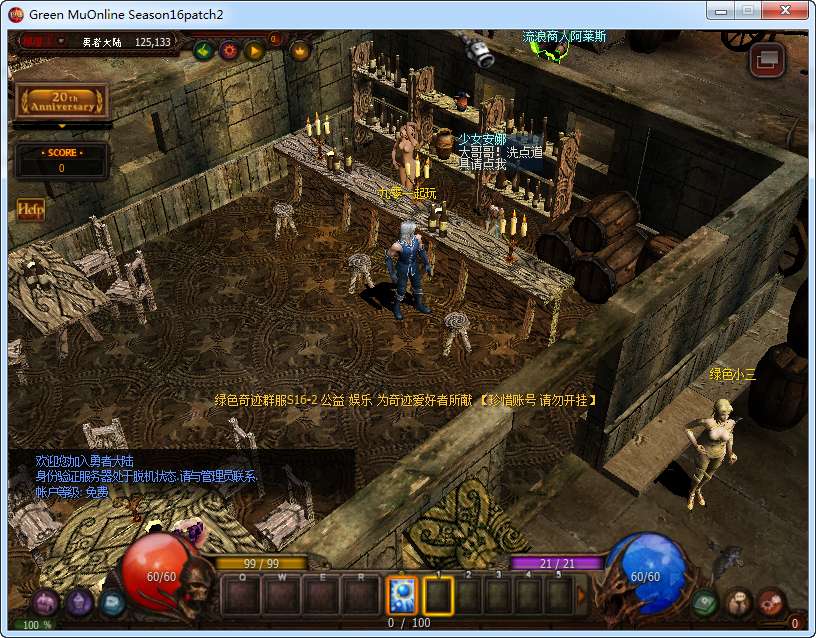 Green MuOnline Season16patch2
勇者大陆 125,133
0
流浪商人阿莱斯
20th
Anniversary
SCORE
0
Help
少女安娜
大哥哥！洗点道
具请点我
九零一起玩
绿色小三
绿色奇迹群服S16-2 公益 娱乐 为奇迹爱好者所献 【珍惜账号 请勿开挂】
欢迎您加入勇者大陆
身份验证服务器处于脱机状态.请与管理员联系.
帐户等级: 免费
60/60
99 / 99
21 / 21
60/60
Q W E R 1 2 3 4 5
0 / 100
100 %
0